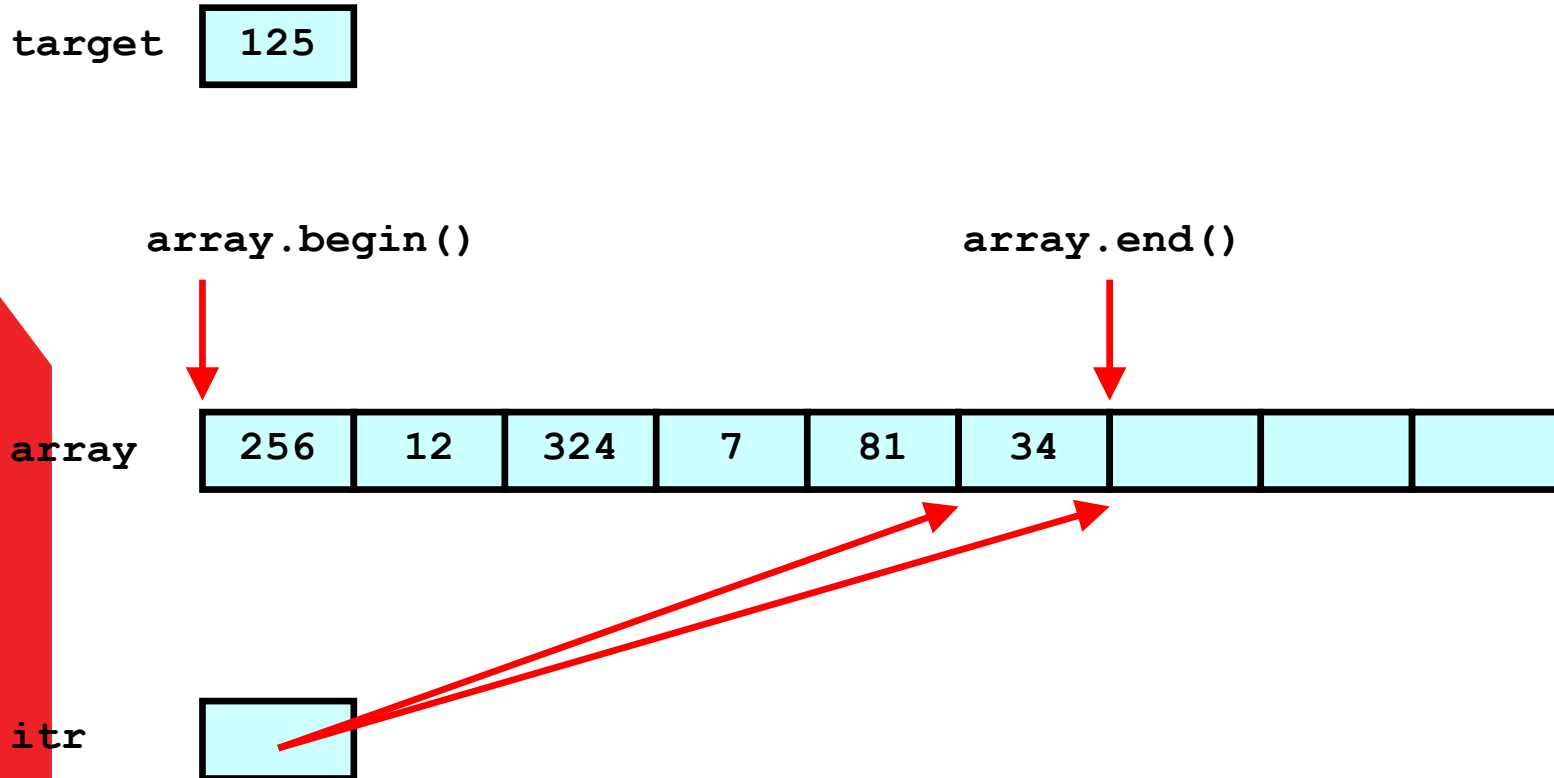 target 125
array.begin() array.end()
array 256 12 324 7 81 34
itr